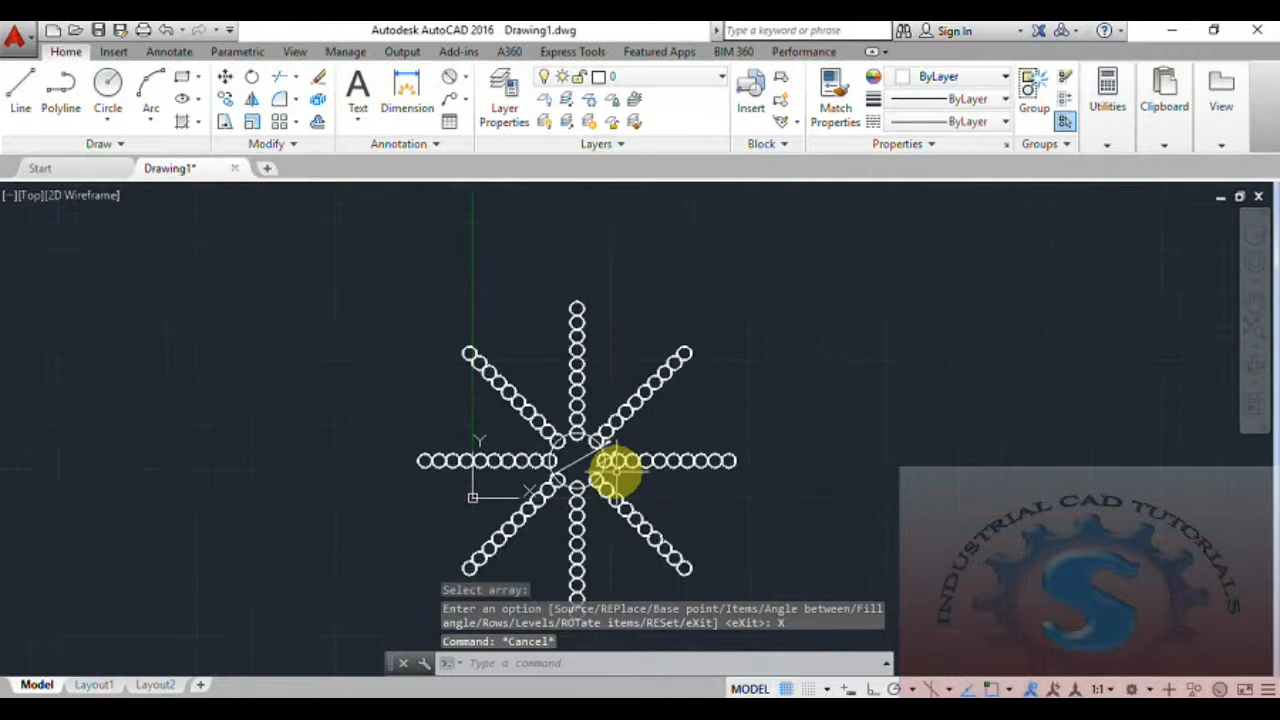 Autodesk AutoCAD 2016 Drawing1.dwg
Type a keyword or phrase
Sign In
Home Insert Annotate Parametric View Manage Output Add-ins A360 Express Tools Featured Apps BIM 360 Performance
0
ByLayer
ByLayer
ByLayer
Line Polyline Circle Arc Text Dimension Layer Properties Insert Match Properties Group Utilities Clipboard View
Draw Modify Annotation Layers Block Properties Groups
Start Drawing1*
[−][Top][2D Wireframe]
Y
X
INDUSTRIAL CAD TUTORIALS
Select array:
Enter an option [Source/REPlace/Base point/Items/Angle between/Fill
angle/Rows/Levels/ROTate items/RESet/eXit] <eXit>: X
Command: *Cancel*
Type a command
Model Layout1 Layout2
MODEL
1:1